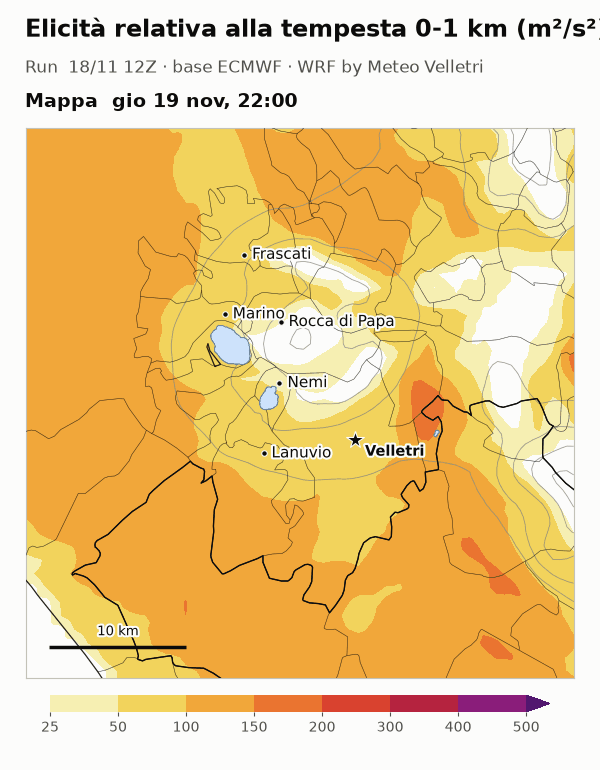 Elicità relativa alla tempesta 0-1 km (m²/s²)
Run  18/11 12Z · base ECMWF · WRF by Meteo Velletri
Mappa  gio 19 nov, 22:00
Frascati
Marino
Rocca di Papa
Nemi
Velletri
Lanuvio
10 km
25 50 100 150 200 300 400 500